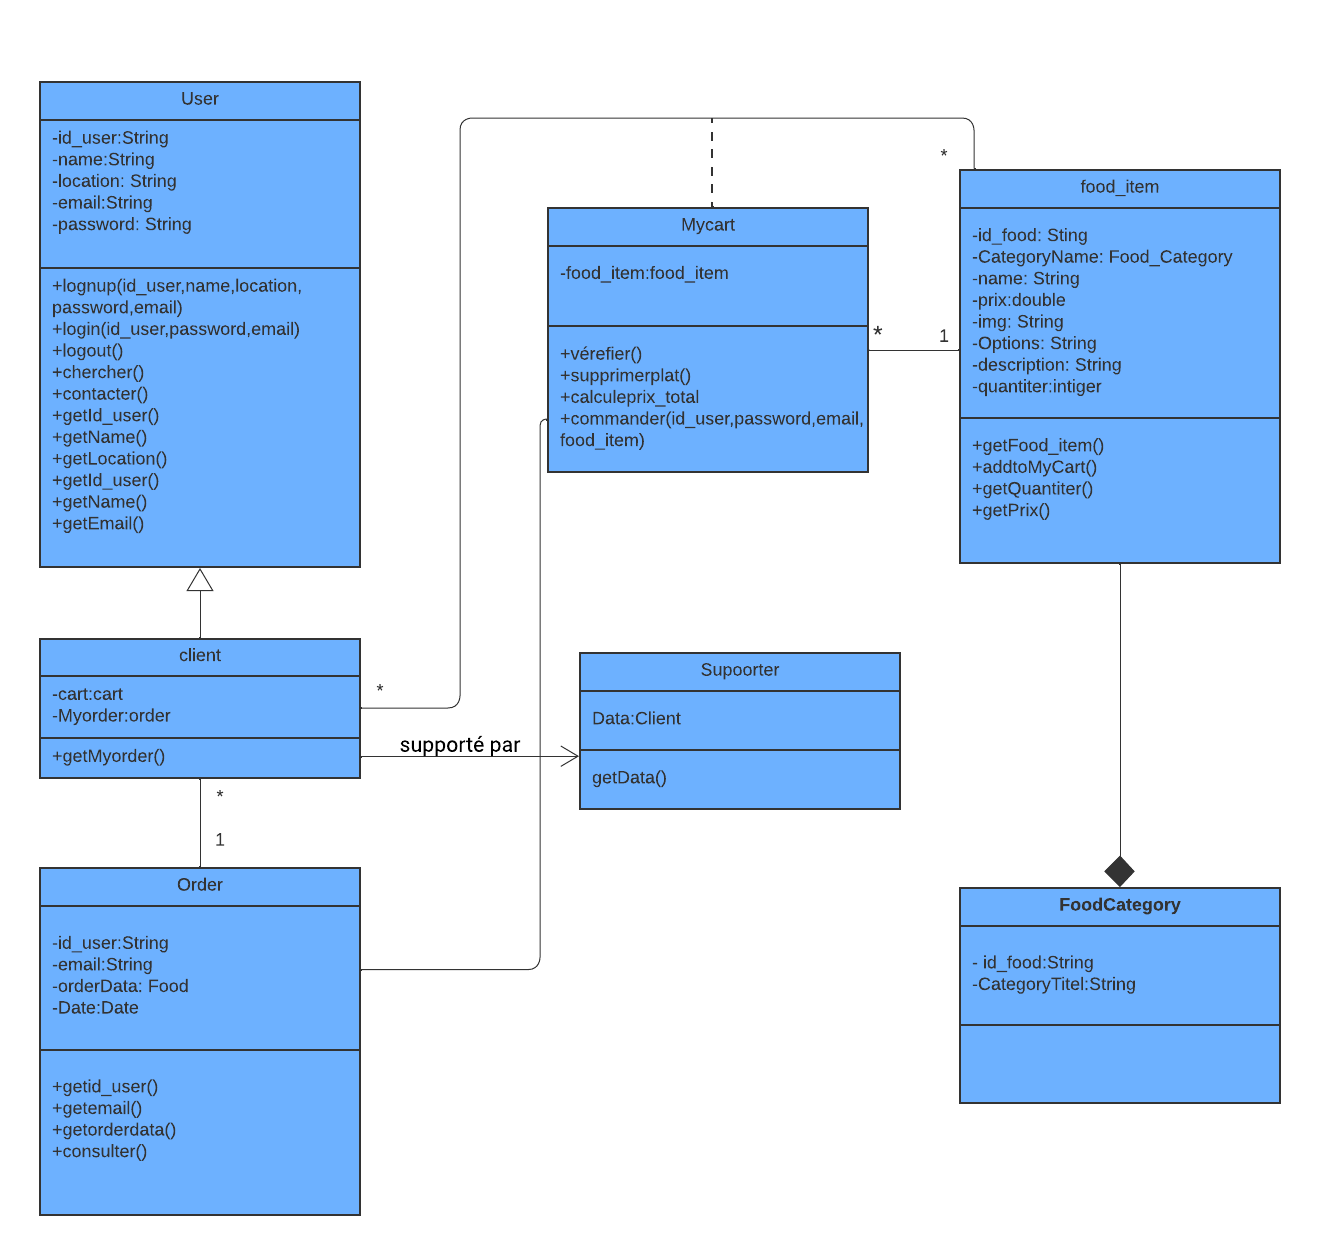 User
-id_user:String
-name:String
-location: String
-email:String
-password: String
+lognup(id_user,name,location,
password,email)
+login(id_user,password,email)
+logout()
+chercher()
+contacter()
+getId_user()
+getName()
+getLocation()
+getId_user()
+getName()
+getEmail()
client
-cart:cart
-Myorder:order
+getMyorder()
*
*
1
supporté par
Order
-id_user:String
-email:String
-orderData: Food
-Date:Date
+getid_user()
+getemail()
+getorderdata()
+consulter()
Mycart
-food_item:food_item
+vérefier()
+supprimerplat()
+calculeprix_total
+commander(id_user,password,email,
food_item)
*
1
*
Supoorter
Data:Client
getData()
food_item
-id_food: Sting
-CategoryName: Food_Category
-name: String
-prix:double
-img: String
-Options: String
-description: String
-quantiter:intiger
+getFood_item()
+addtoMyCart()
+getQuantiter()
+getPrix()
FoodCategory
- id_food:String
-CategoryTitel:String